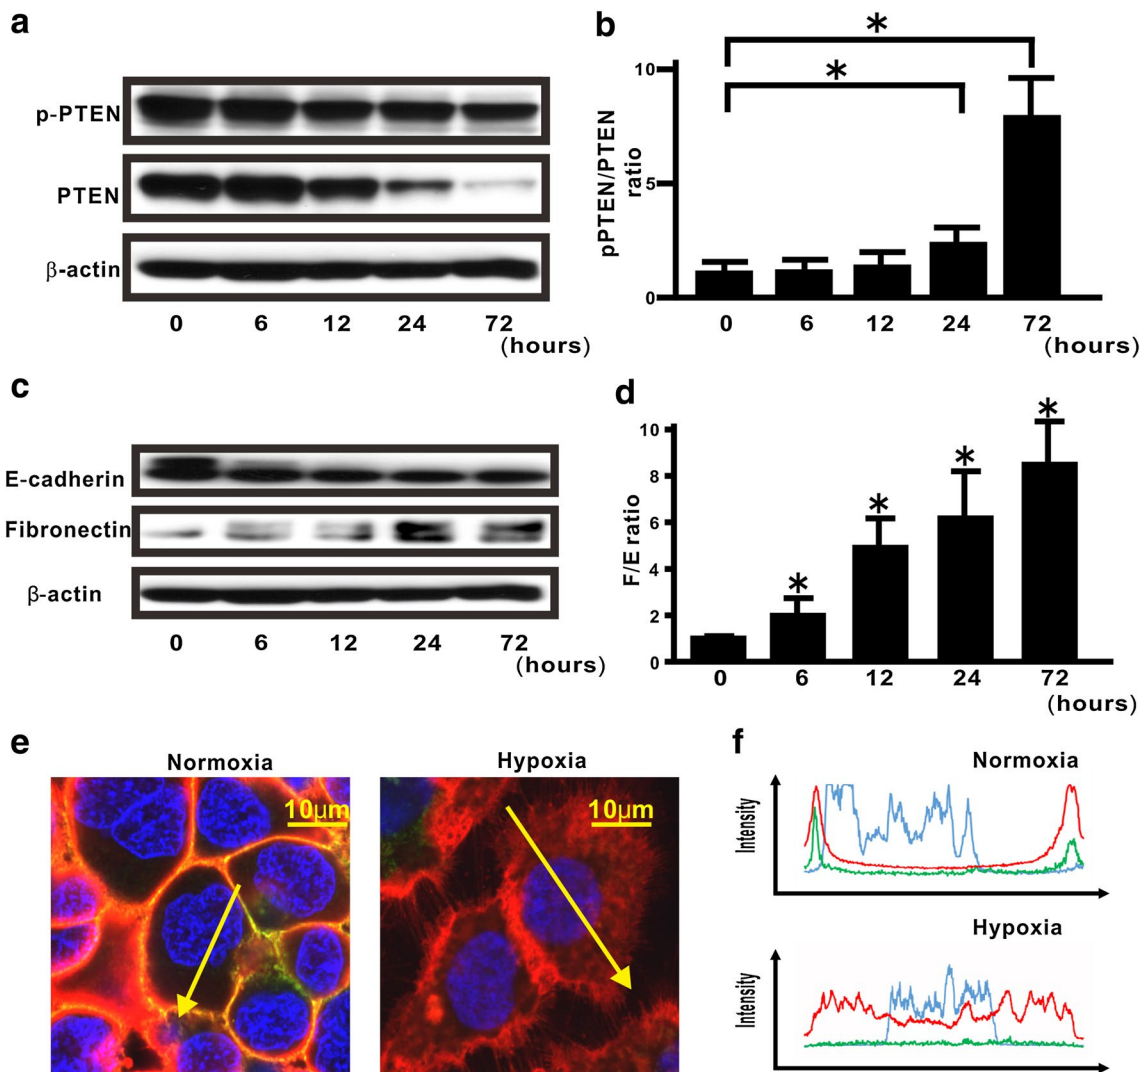 a
p-PTEN
PTEN
β-actin
0 6 12 24 72
(hours)
b
*
*
pPTEN/PTEN
ratio
10
5
0
0 6 12 24 72
(hours)
c
E-cadherin
Fibronectin
β-actin
0 6 12 24 72
(hours)
d
F/E ratio
10
8
6
4
2
0
* * * *
0 6 12 24 72
(hours)
e
Normoxia
10μm
Hypoxia
10μm
f
Normoxia
Intensity
Hypoxia
Intensity